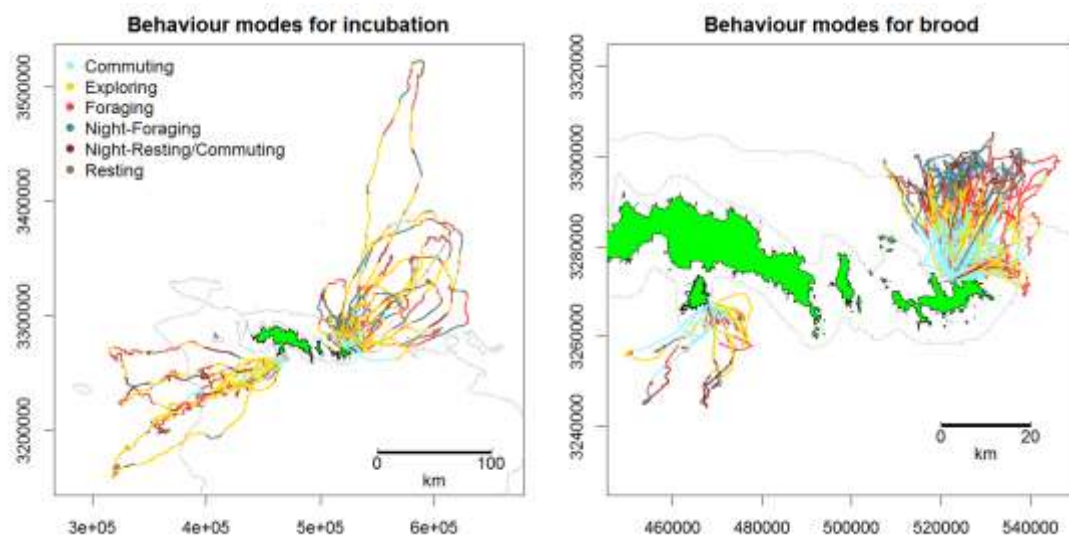 Behaviour modes for incubation
Commuting
Exploring
Foraging
Night-Foraging
Night-Resting/Commuting
Resting
3500000
3400000
3300000
3200000
0 100
km
3e+05 4e+05 5e+05 6e+05
Behaviour modes for brood
3320000
3300000
3280000
3260000
3240000
0 20
km
460000 480000 500000 520000 540000